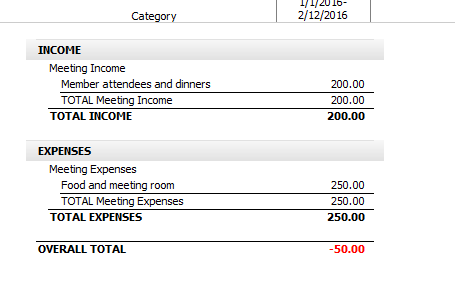 1/1/2016-
Category 2/12/2016
INCOME
Meeting Income
Member attendees and dinners 200.00
TOTAL Meeting Income 200.00
TOTAL INCOME 200.00
EXPENSES
Meeting Expenses
Food and meeting room 250.00
TOTAL Meeting Expenses 250.00
TOTAL EXPENSES 250.00
OVERALL TOTAL -50.00